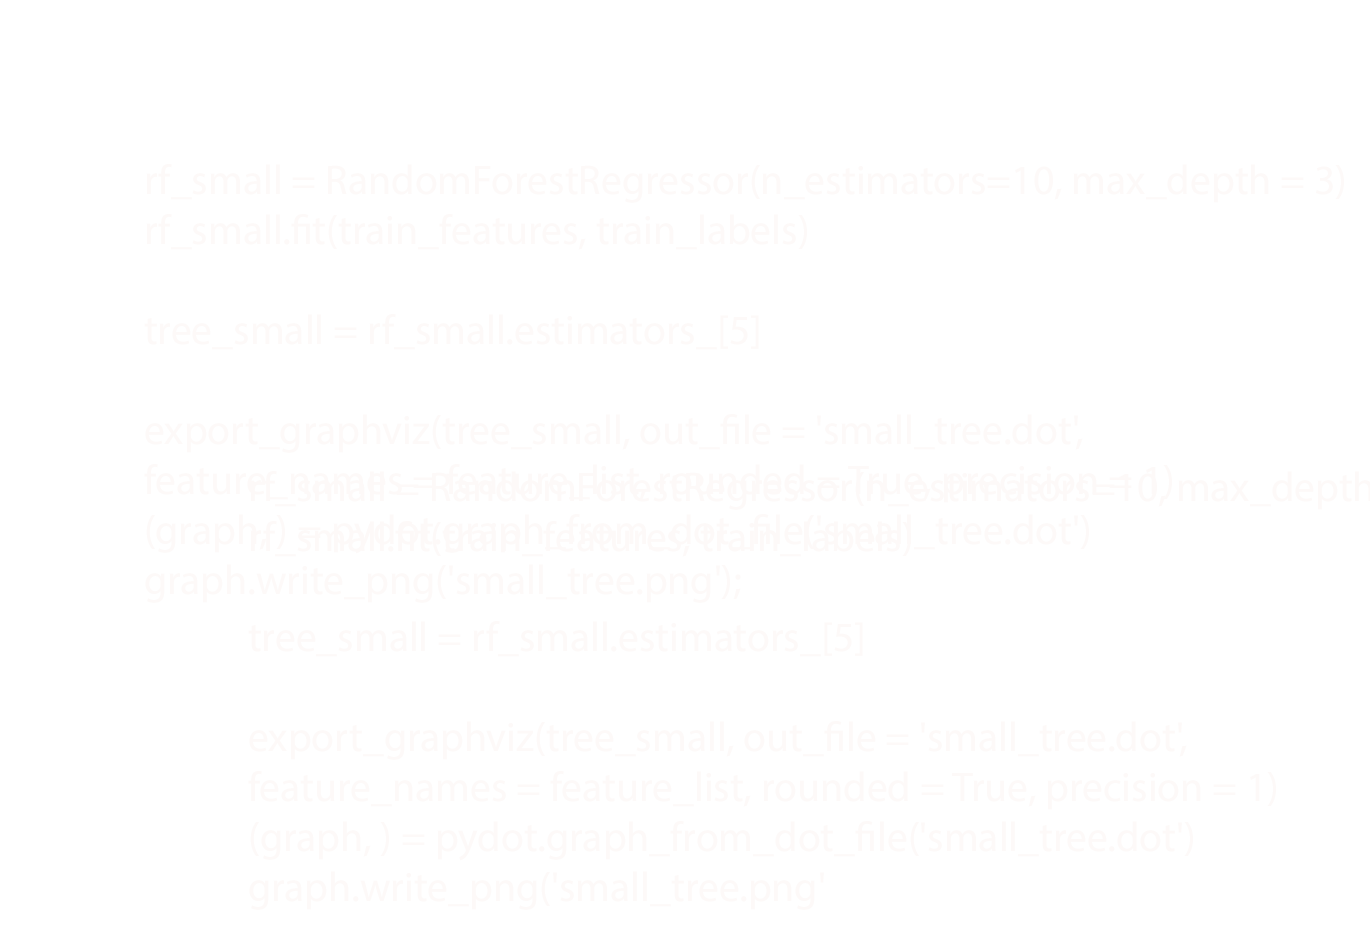 rf_small = RandomForestRegressor(n_estimators=10, max_depth = 3)
rf_small.fit(train_features, train_labels)
tree_small = rf_small.estimators_[5]
export_graphviz(tree_small, out_file = 'small_tree.dot',
feature_names = feature_list, rounded = True, precision = 1)
rf_small = RandomForestRegressor(n_estimators=10, max_depth
(graph, ) = pydot.graph_from_dot_file('small_tree.dot')
rf_small.fit(train_features, train_labels)
graph.write_png('small_tree.png');
tree_small = rf_small.estimators_[5]
export_graphviz(tree_small, out_file = 'small_tree.dot',
feature_names = feature_list, rounded = True, precision = 1)
(graph, ) = pydot.graph_from_dot_file('small_tree.dot')
graph.write_png('small_tree.png'